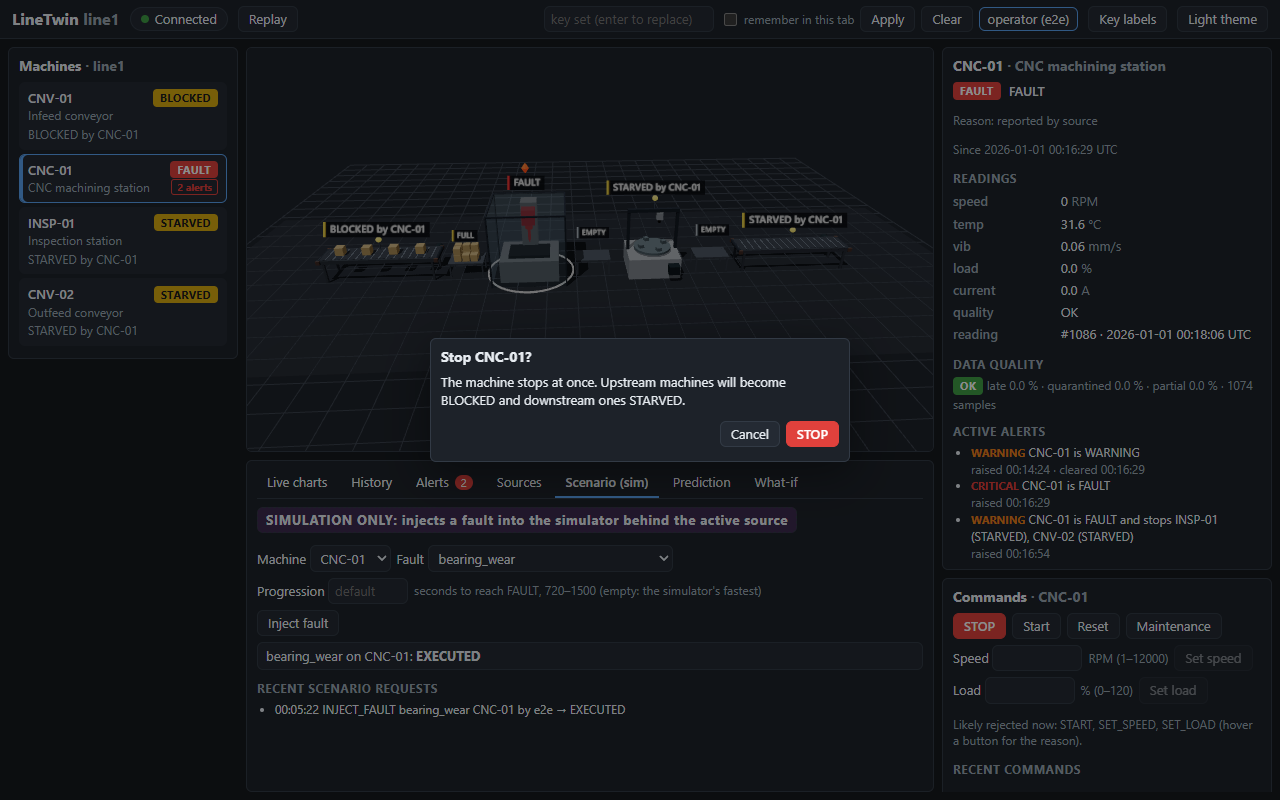 LineTwin line1
Connected
Replay
key set (enter to replace)
remember in this tab
Apply
Clear
operator (e2e)
Key labels
Light theme
Machines · line1
CNV-01
BLOCKED
Infeed conveyor
BLOCKED by CNC-01
CNC-01
FAULT
CNC machining station
2 alerts
INSP-01
STARVED
Inspection station
STARVED by CNC-01
CNV-02
STARVED
Outfeed conveyor
STARVED by CNC-01
FAULT
STARVED by CNC-01
BLOCKED by CNC-01
FULL
EMPTY
EMPTY
STARVED by CNC-01
Stop CNC-01?
The machine stops at once. Upstream machines will become
BLOCKED and downstream ones STARVED.
Cancel
STOP
Live charts
History
Alerts 2
Sources
Scenario (sim)
Prediction
What-if
SIMULATION ONLY: injects a fault into the simulator behind the active source
Machine CNC-01 Fault bearing_wear
Progression default seconds to reach FAULT, 720–1500 (empty: the simulator's fastest)
Inject fault
bearing_wear on CNC-01: EXECUTED
RECENT SCENARIO REQUESTS
• 00:05:22 INJECT_FAULT bearing_wear CNC-01 by e2e → EXECUTED
CNC-01 · CNC machining station
FAULT FAULT
Reason: reported by source
Since 2026-01-01 00:16:29 UTC
READINGS
speed 0 RPM
temp 31.6 °C
vib 0.06 mm/s
load 0.0 %
current 0.0 A
quality OK
reading #1086 · 2026-01-01 00:18:06 UTC
DATA QUALITY
OK late 0.0 % · quarantined 0.0 % · partial 0.0 % · 1074
samples
ACTIVE ALERTS
• WARNING CNC-01 is WARNING
raised 00:14:24 · cleared 00:16:29
• CRITICAL CNC-01 is FAULT
raised 00:16:29
• WARNING CNC-01 is FAULT and stops INSP-01
(STARVED), CNV-02 (STARVED)
raised 00:16:54
Commands · CNC-01
STOP
Start
Reset
Maintenance
Speed RPM (1–12000) Set speed
Load % (0–120) Set load
Likely rejected now: START, SET_SPEED, SET_LOAD (hover
a button for the reason).
RECENT COMMANDS